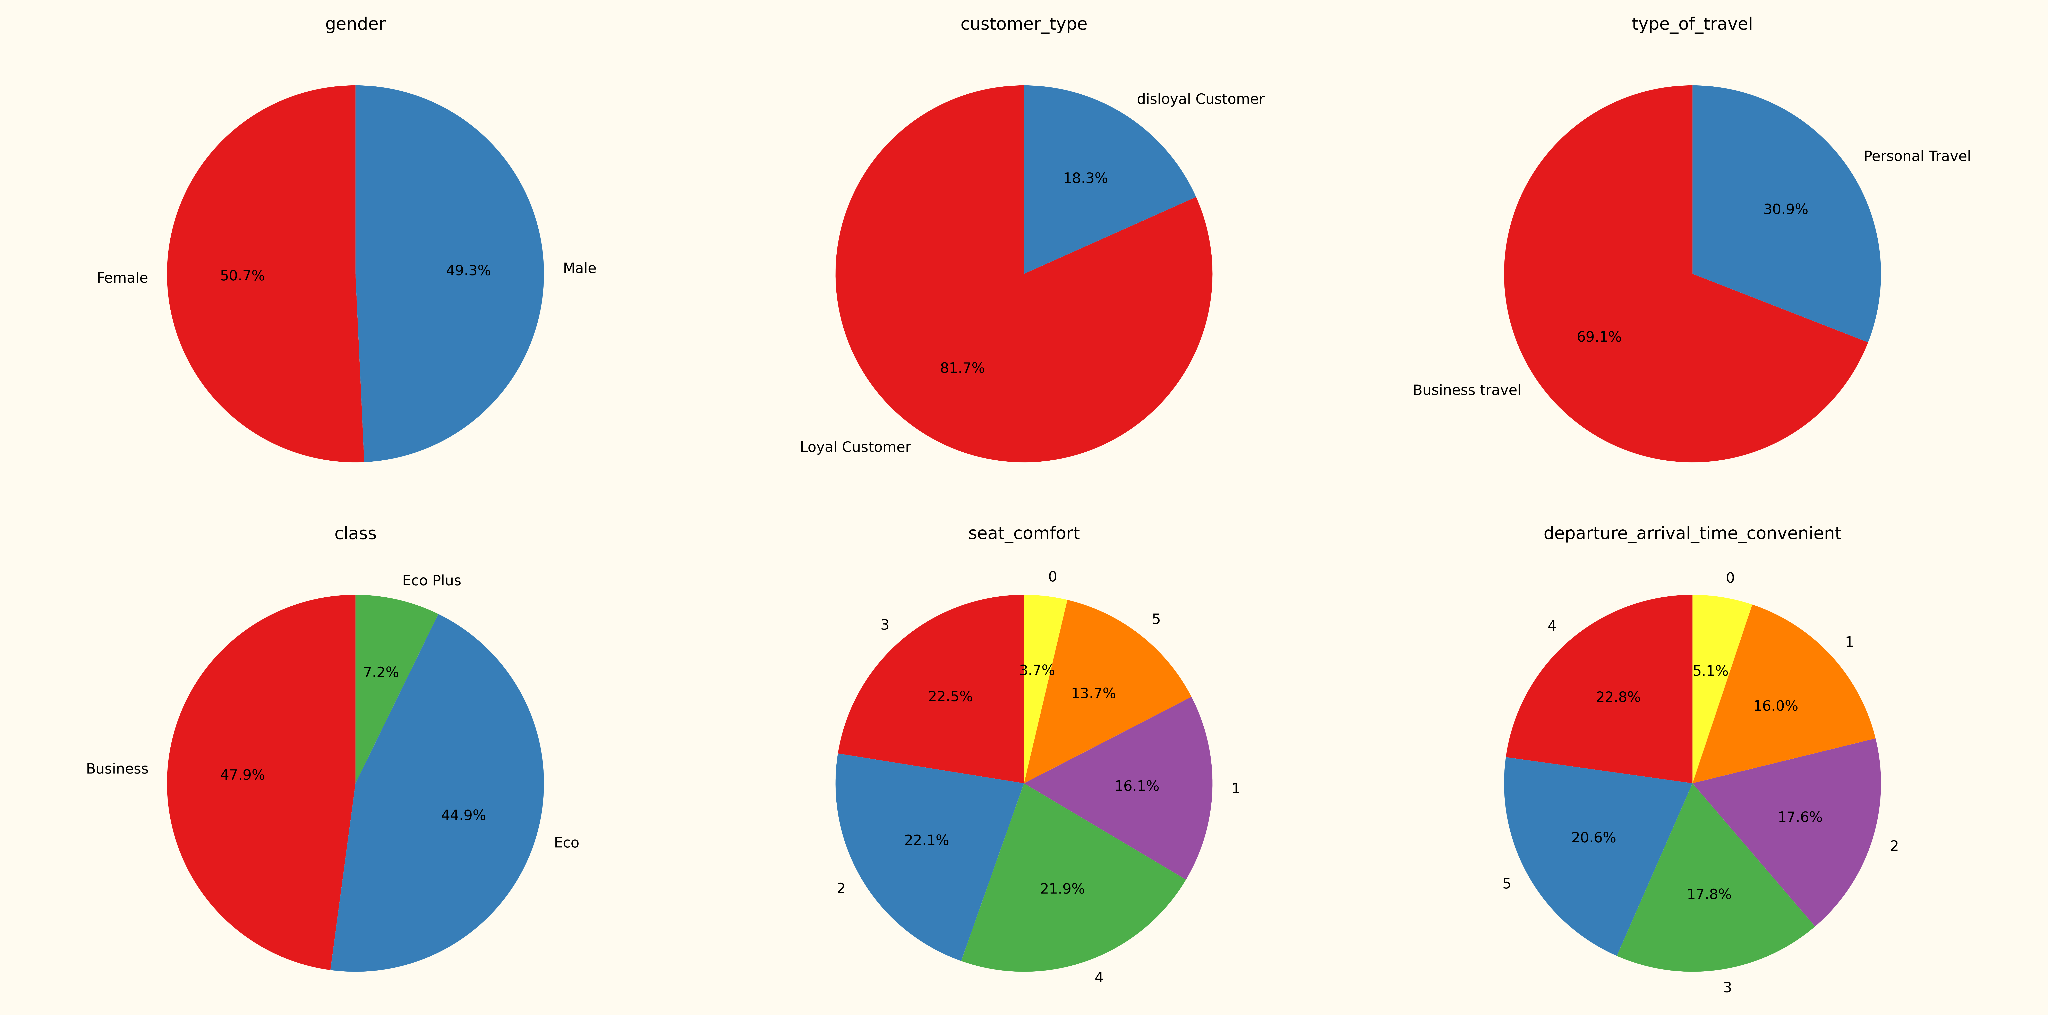 gender
Female
50.7%
49.3%
Male
customer_type
disloyal Customer
18.3%
81.7%
Loyal Customer
type_of_travel
Personal Travel
30.9%
69.1%
Business travel
class
Eco Plus
7.2%
Business
47.9%
44.9%
Eco
seat_comfort
0
3
5
3.7%
22.5%
13.7%
16.1%
1
22.1%
2
21.9%
4
departure_arrival_time_convenient
0
4
1
5.1%
22.8%
16.0%
17.6%
20.6%
2
5
17.8%
3